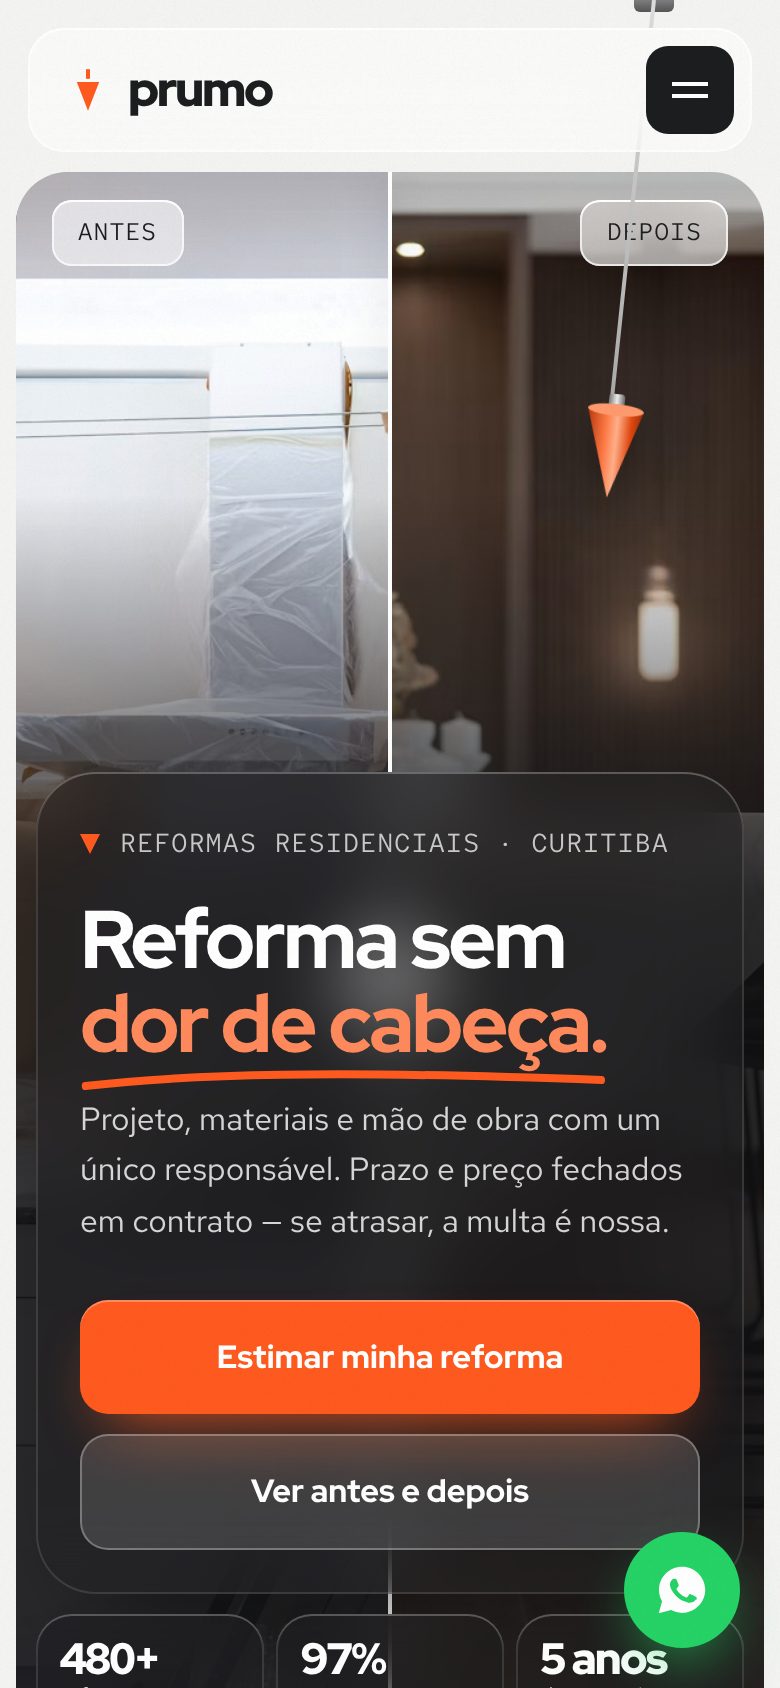 prumo
ANTES
DEPOIS
REFORMAS RESIDENCIAIS · CURITIBA
Reforma sem
dor de cabeça.
Projeto, materiais e mão de obra com um
único responsável. Prazo e preço fechados
em contrato — se atrasar, a multa é nossa.
Estimar minha reforma
Ver antes e depois
480+
97%
5 anos